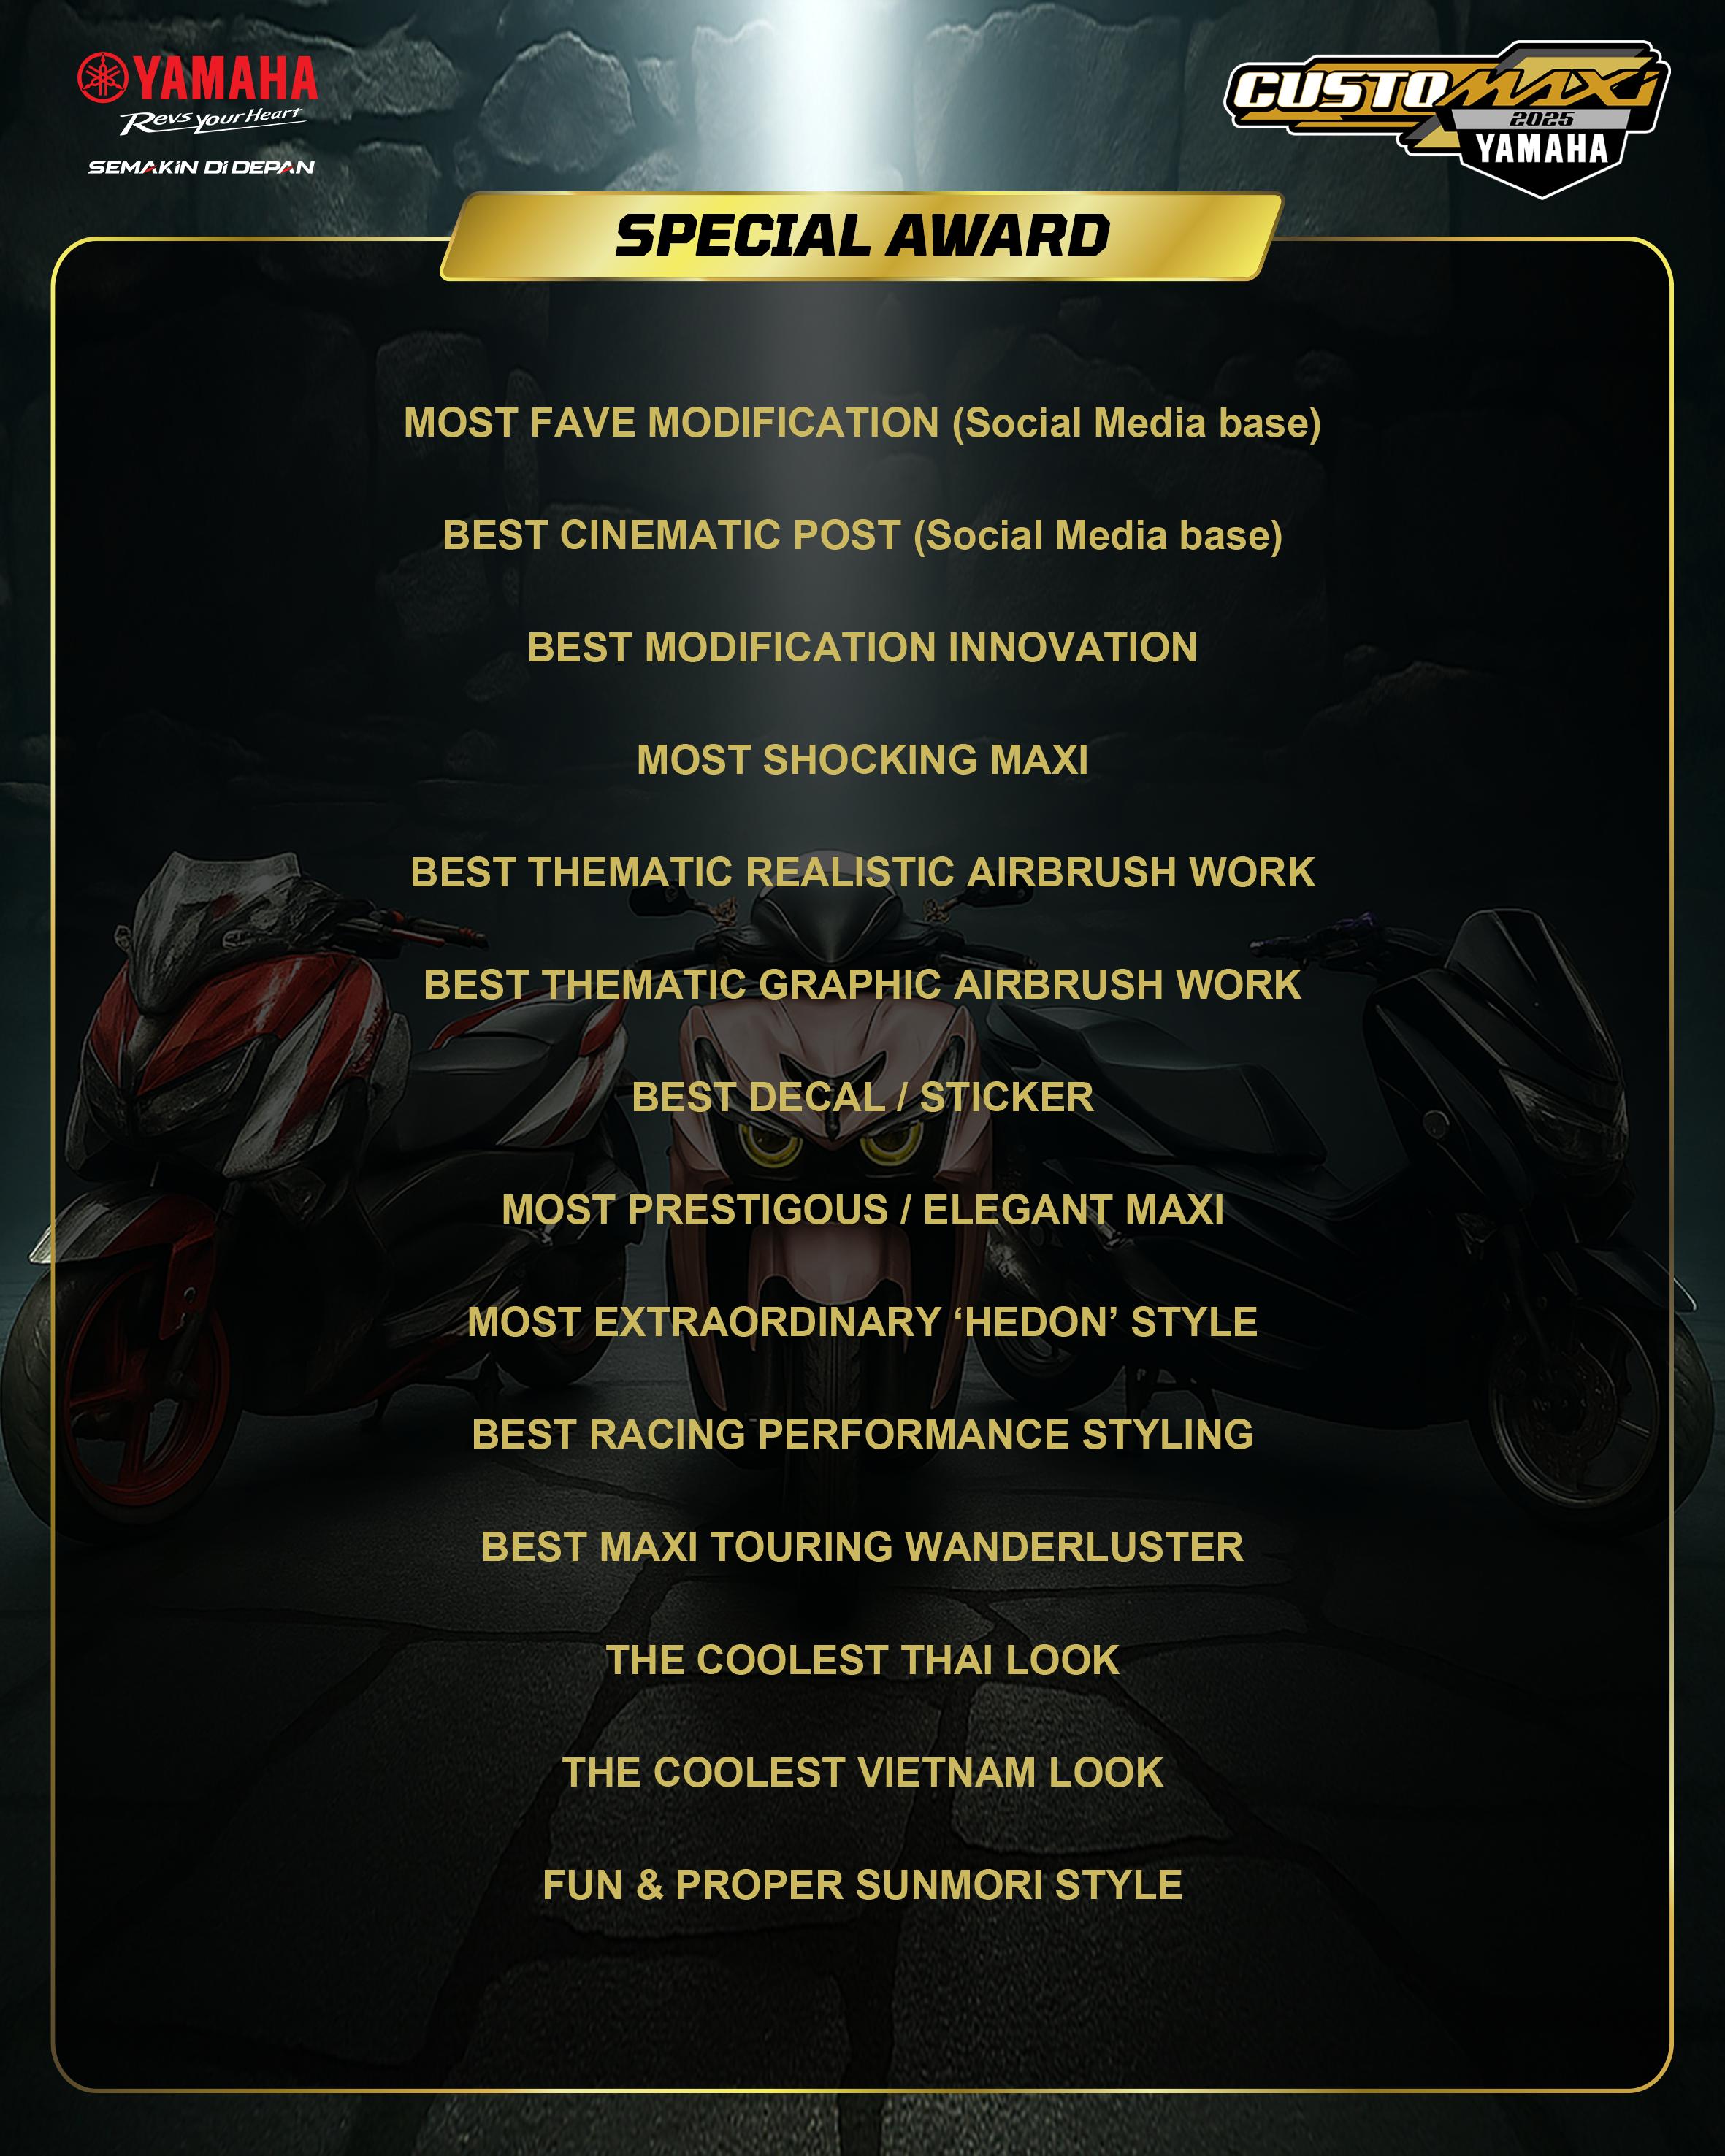 YAMAHA
Revs your Heart
SEMAKIN DI DEPAN
CUSTOMAXI
2025
YAMAHA
SPECIAL AWARD
MOST FAVE MODIFICATION (Social Media base)
BEST CINEMATIC POST (Social Media base)
BEST MODIFICATION INNOVATION
MOST SHOCKING MAXI
BEST THEMATIC REALISTIC AIRBRUSH WORK
BEST THEMATIC GRAPHIC AIRBRUSH WORK
BEST DECAL / STICKER
MOST PRESTIGOUS / ELEGANT MAXI
MOST EXTRAORDINARY ‘HEDON’ STYLE
BEST RACING PERFORMANCE STYLING
BEST MAXI TOURING WANDERLUSTER
THE COOLEST THAI LOOK
THE COOLEST VIETNAM LOOK
FUN & PROPER SUNMORI STYLE